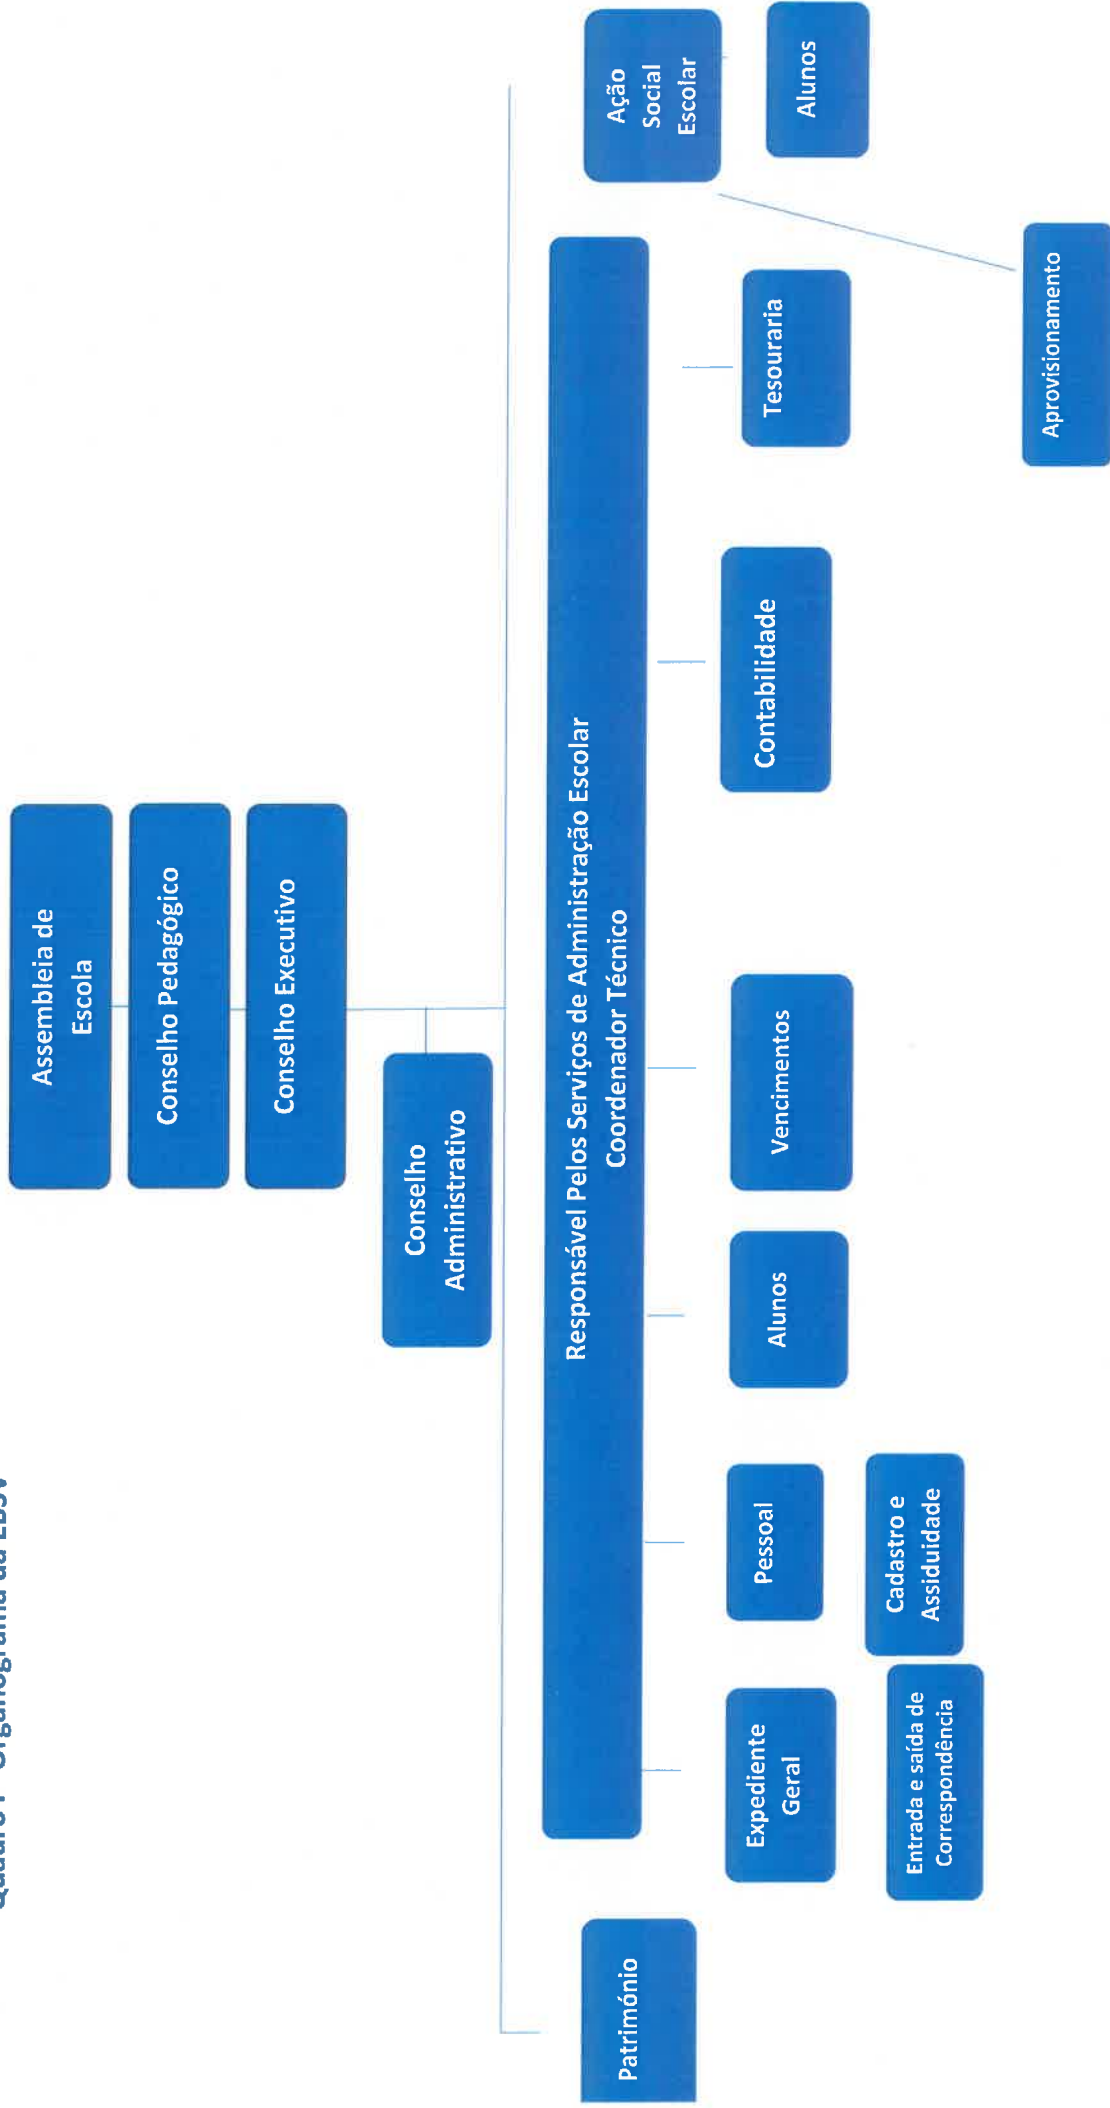 Quadro I - Organograma da EBSV
Assembleia de
Escola
Conselho Pedagógico
Conselho Executivo
Conselho
Administrativo
Responsável Pelos Serviços de Administração Escolar
Coordenador Técnico
Património
Ação
Social
Escolar
Expediente
Geral
Pessoal
Alunos
Vencimentos
Contabilidade
Tesouraria
Alunos
Entrada e saída de
Correspondência
Cadastro e
Assiduidade
Aprovisionamento